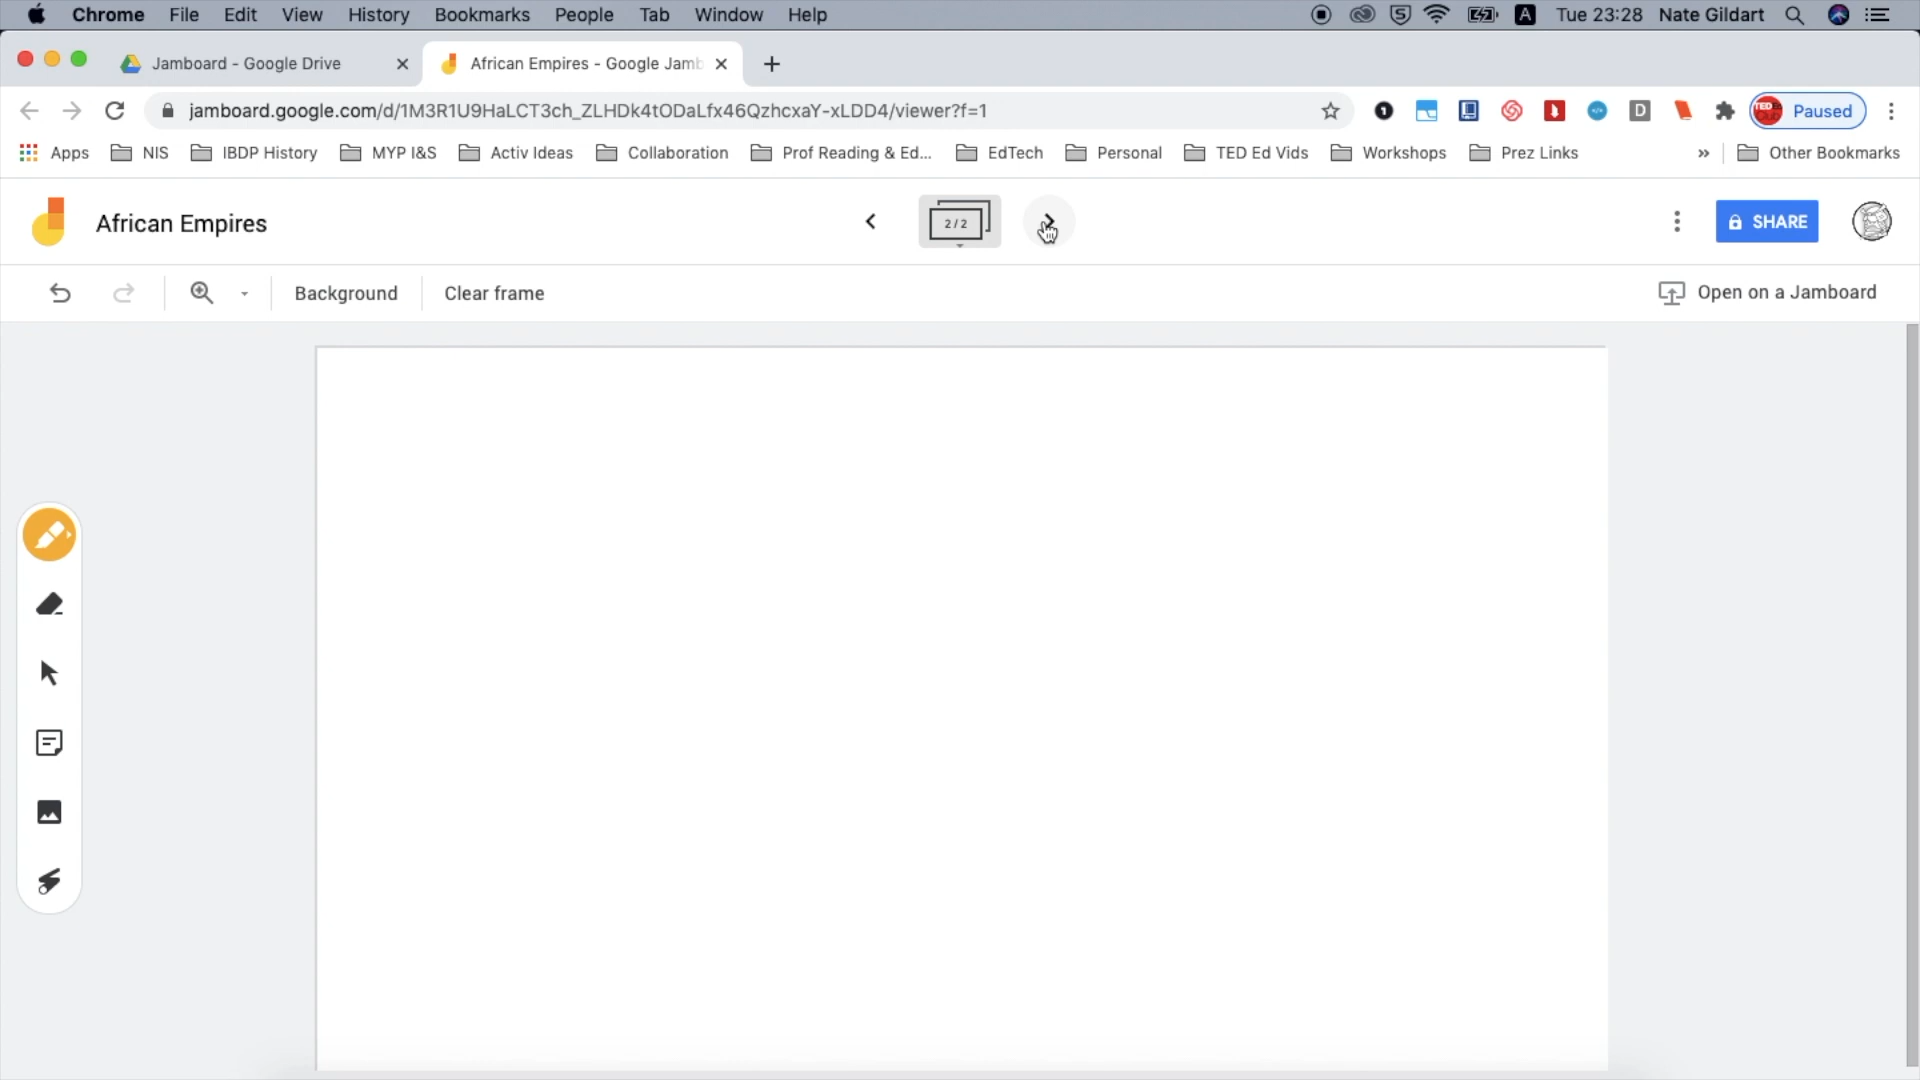 Chrome File Edit View History Bookmarks People Tab Window Help A Tue 23:28 Nate Gildart
Jamboard - Google Drive African Empires - Google Jamb
jamboard.google.com/d/1M3R1U9HaLCT3ch_ZLHDk4tODaLfx46QzhcxaY-xLDD4/viewer?f=1 Paused
Apps NIS IBDP History MYP I&S Activ Ideas Collaboration Prof Reading & Ed... EdTech Personal TED Ed Vids Workshops Prez Links » Other Bookmarks
African Empires 2/2 SHARE
Background Clear frame Open on a Jamboard